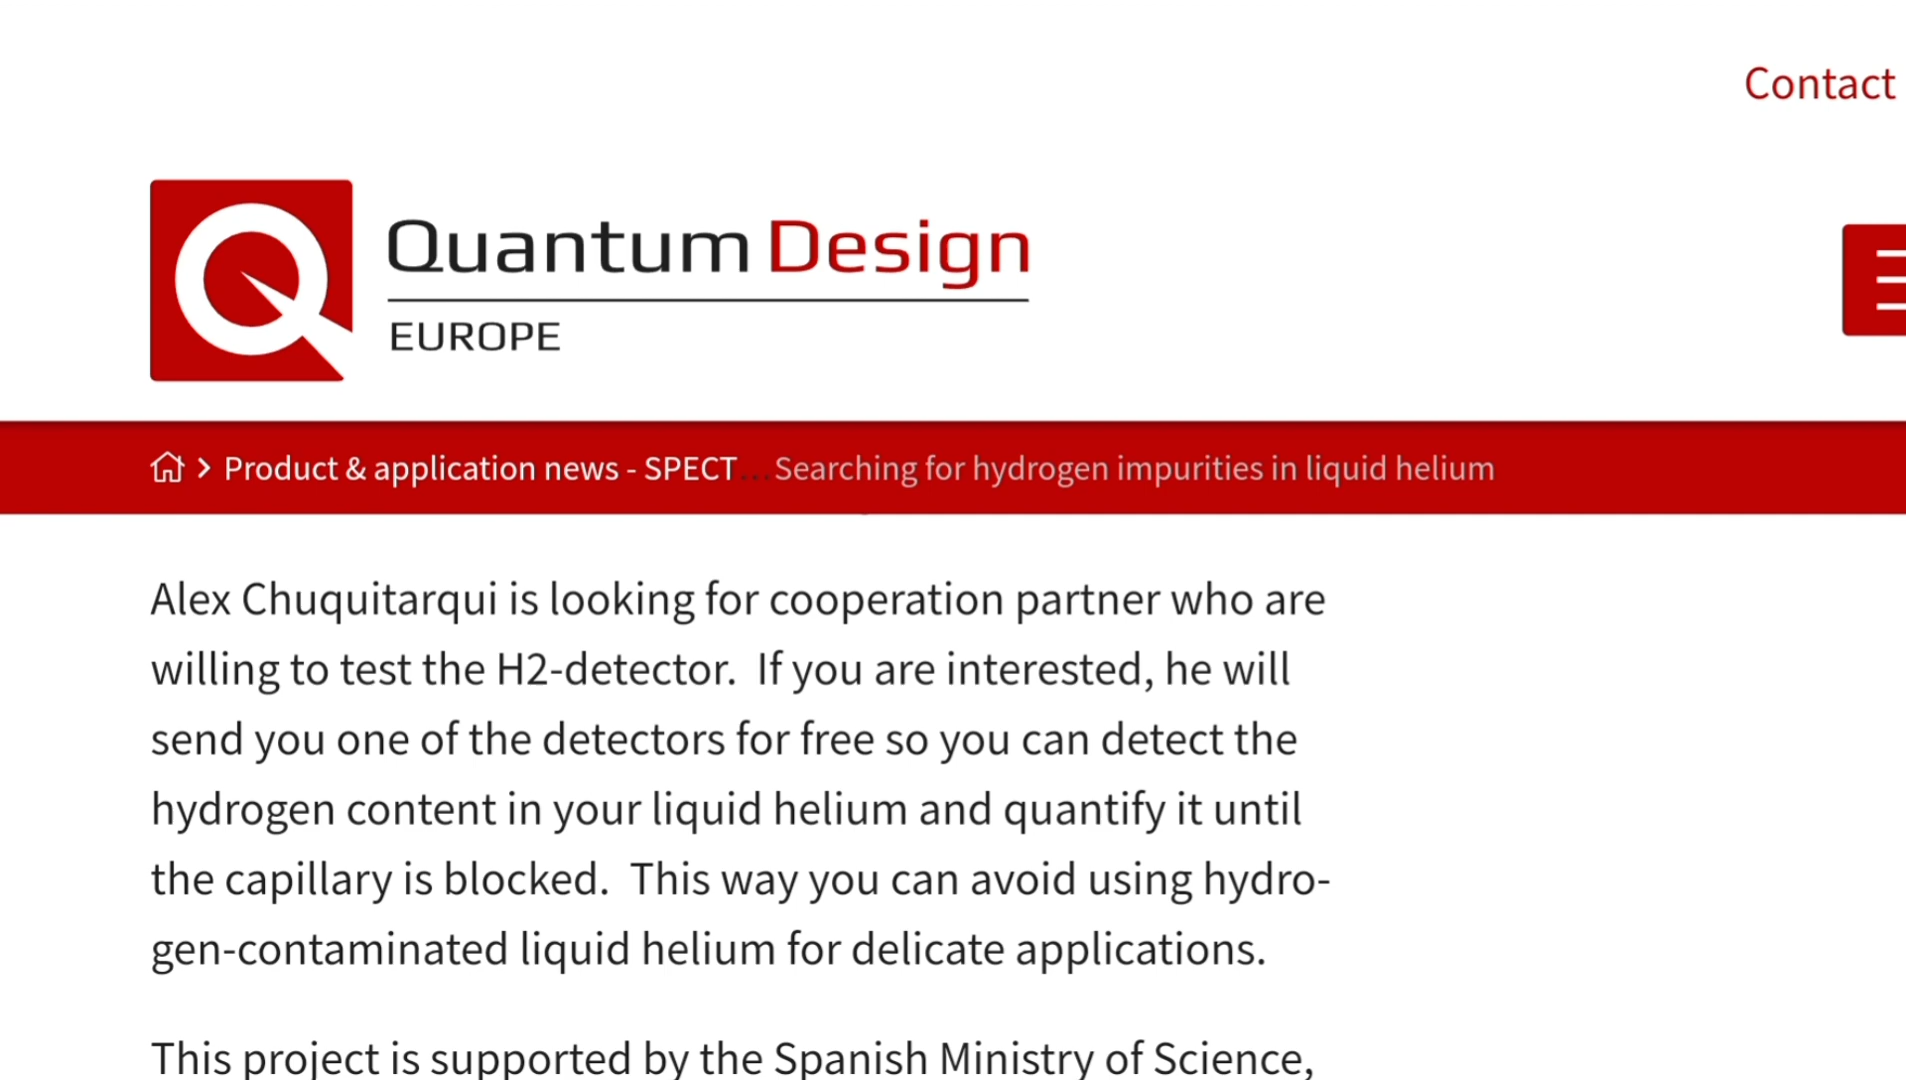 Contact
Quantum Design
EUROPE
Product & application news - SPECT... Searching for hydrogen impurities in liquid helium
Alex Chuquitarqui is looking for cooperation partner who are
willing to test the H2-detector.  If you are interested, he will
send you one of the detectors for free so you can detect the
hydrogen content in your liquid helium and quantify it until
the capillary is blocked.  This way you can avoid using hydro-
gen-contaminated liquid helium for delicate applications.
This project is supported by the Spanish Ministry of Science,